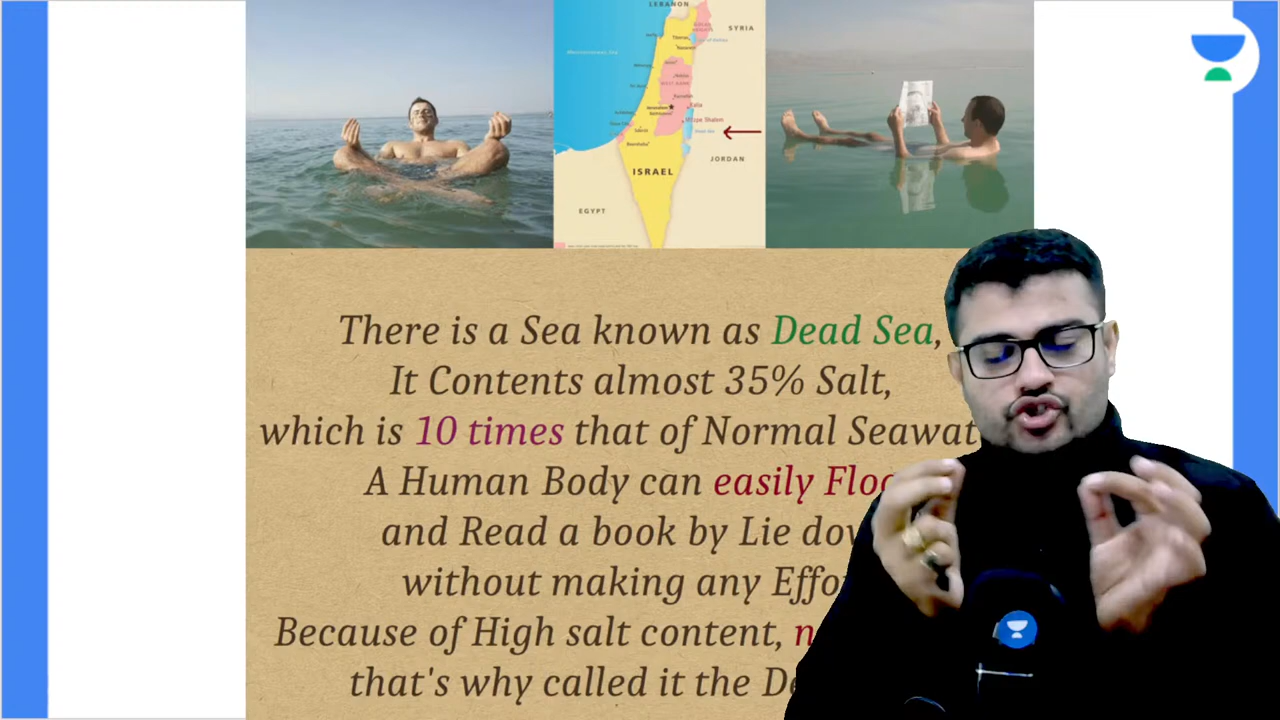 LEBANON
SYRIA
JORDAN
ISRAEL
EGYPT
There is a Sea known as Dead Sea,
It Contents almost 35% Salt,
which is 10 times that of Normal Seawat
A Human Body can easily Floa
and Read a book by Lie dow
without making any Effo
Because of High salt content, n
that's why called it the De